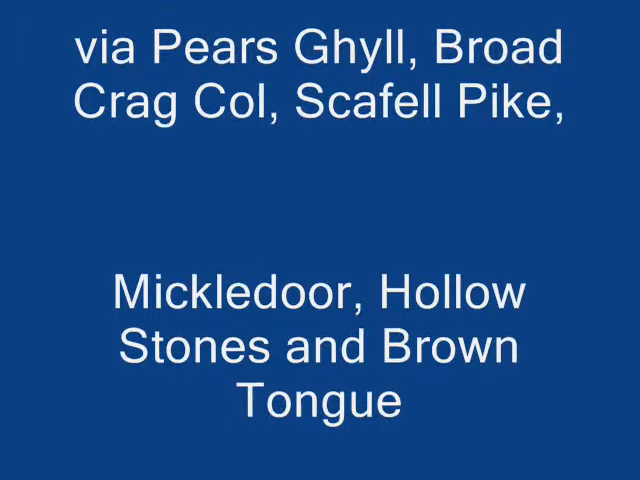 via Pears Ghyll, Broad
Crag Col, Scafell Pike,
Mickledoor, Hollow
Stones and Brown
Tongue